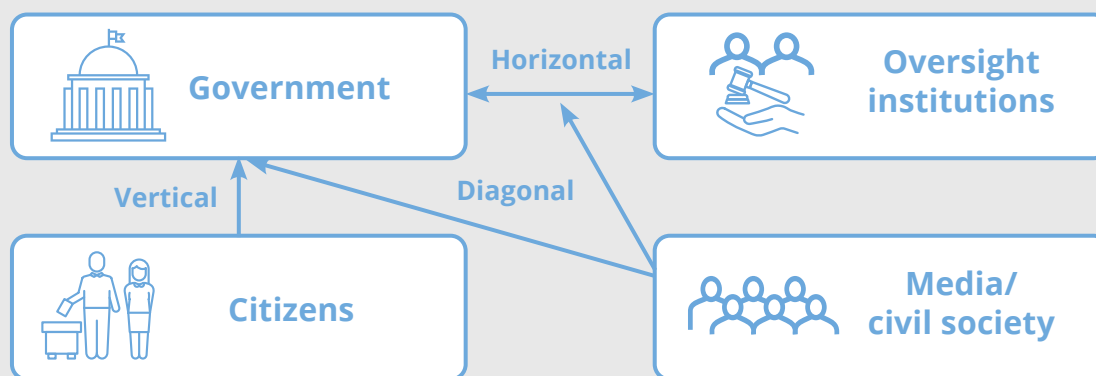 Government
Horizontal
Oversight
institutions
Vertical
Diagonal
Citizens
Media/
civil society